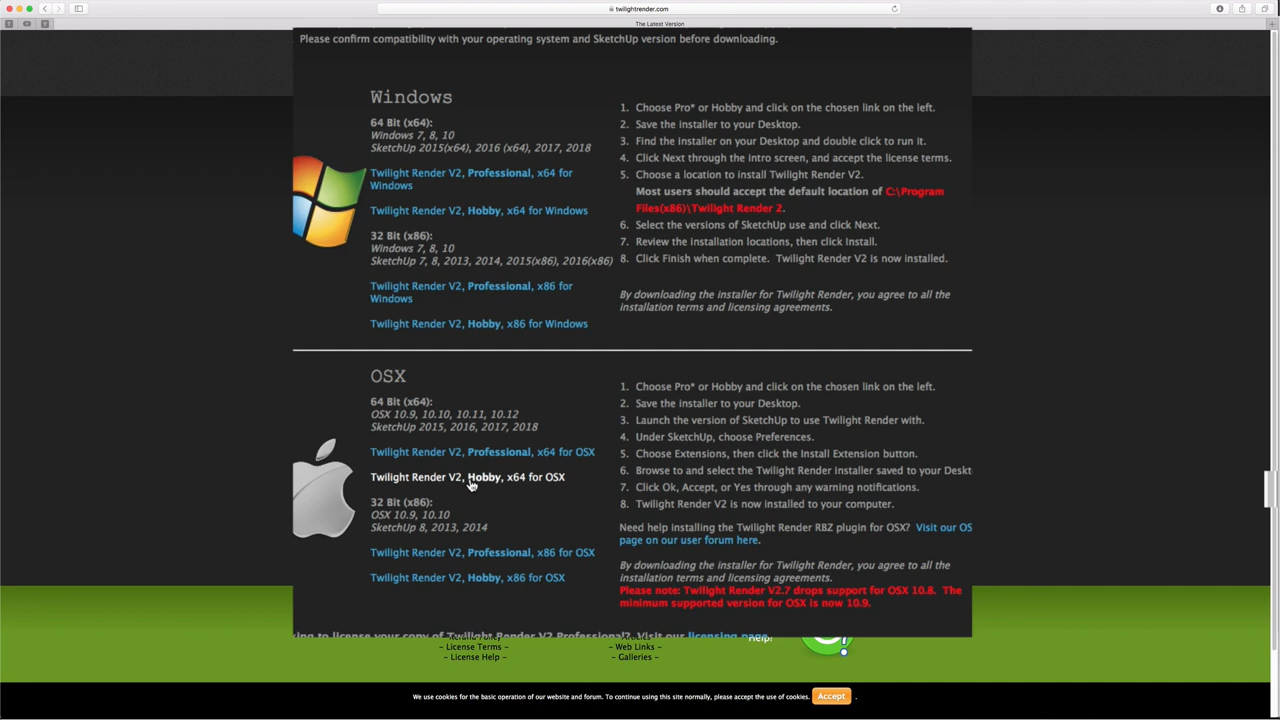 twilightrender.com
The Latest Version
Please confirm compatibility with your operating system and SketchUp version before downloading.
Windows
64 Bit (x64):
Windows 7, 8, 10
SketchUp 2015(x64), 2016 (x64), 2017, 2018
Twilight Render V2, Professional, x64 for
Windows
Twilight Render V2, Hobby, x64 for Windows
32 Bit (x86):
Windows 7, 8, 10
SketchUp 7, 8, 2013, 2014, 2015(x86), 2016(x86)
Twilight Render V2, Professional, x86 for
Windows
Twilight Render V2, Hobby, x86 for Windows
1. Choose Pro* or Hobby and click on the chosen link on the left.
2. Save the installer to your Desktop.
3. Find the installer on your Desktop and double click to run it.
4. Click Next through the intro screen, and accept the license terms.
5. Choose a location to install Twilight Render V2.
Most users should accept the default location of C:\Program
Files(x86)\Twilight Render 2.
6. Select the versions of SketchUp use and click Next.
7. Review the installation locations, then click Install.
8. Click Finish when complete. Twilight Render V2 is now installed.
By downloading the installer for Twilight Render, you agree to all the
installation terms and licensing agreements.
OSX
64 Bit (x64):
OSX 10.9, 10.10, 10.11, 10.12
SketchUp 2015, 2016, 2017, 2018
Twilight Render V2, Professional, x64 for OSX
Twilight Render V2, Hobby, x64 for OSX
32 Bit (x86):
OSX 10.9, 10.10
SketchUp 8, 2013, 2014
Twilight Render V2, Professional, x86 for OSX
Twilight Render V2, Hobby, x86 for OSX
1. Choose Pro* or Hobby and click on the chosen link on the left.
2. Save the installer to your Desktop.
3. Launch the version of SketchUp to use Twilight Render with.
4. Under SketchUp, choose Preferences.
5. Choose Extensions, then click the Install Extension button.
6. Browse to and select the Twilight Render installer saved to your Deskt
7. Click Ok, Accept, or Yes through any warning notifications.
8. Twilight Render V2 is now installed to your computer.
Need help installing the Twilight Render RBZ plugin for OSX? Visit our OS
page on our user forum here.
By downloading the installer for Twilight Render, you agree to all the
installation terms and licensing agreements.
Please note: Twilight Render V2.7 drops support for OSX 10.8. The
minimum supported version for OSX is now 10.9.
ing to license your copy of Twilight Render V2 Professional? Visit our licensing page
Help!
~ License Terms ~
~ License Help ~
~ Web Links ~
~ Galleries ~
We use cookies for the basic operation of our website and forum. To continue using this site normally, please accept the use of cookies. Accept .